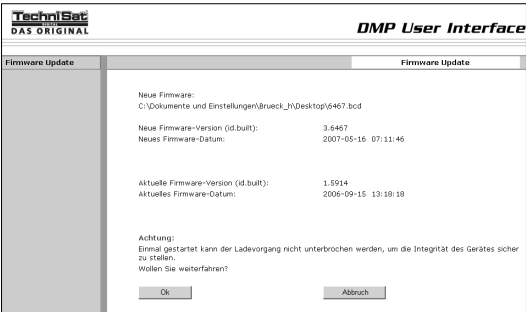 TechniSat
DIGITAL
DAS ORIGINAL
DMP User Interface
Firmware Update
Firmware Update
Neue Firmware:
C:\Dokumente und Einstellungen\Brueck_h\Desktop\6467.bcd
Neue Firmware-Version (id.built): 3.6467
Neues Firmware-Datum: 2007-05-16 07:11:46
Aktuelle Firmware-Version (id.built): 1.5914
Aktuelles Firmware-Datum: 2006-09-15 13:18:18
Achtung:
Einmal gestartet kann der Ladevorgang nicht unterbrochen werden, um die Integrität des Gerätes sicher
zu stellen.
Wollen Sie weiterfahren?
Ok Abbruch